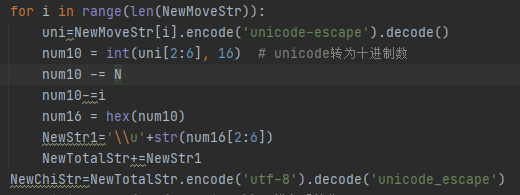 for i in range(len(NewMoveStr)):
    uni=NewMoveStr[i].encode('unicode-escape').decode()
    num10 = int(uni[2:6], 16)  # unicode转为十进制数
    num10 -= N
    num10-=i
    num16 = hex(num10)
    NewStr1='\\u'+str(num16[2:6])
    NewTotalStr+=NewStr1
NewChiStr=NewTotalStr.encode('utf-8').decode('unicode_escape')